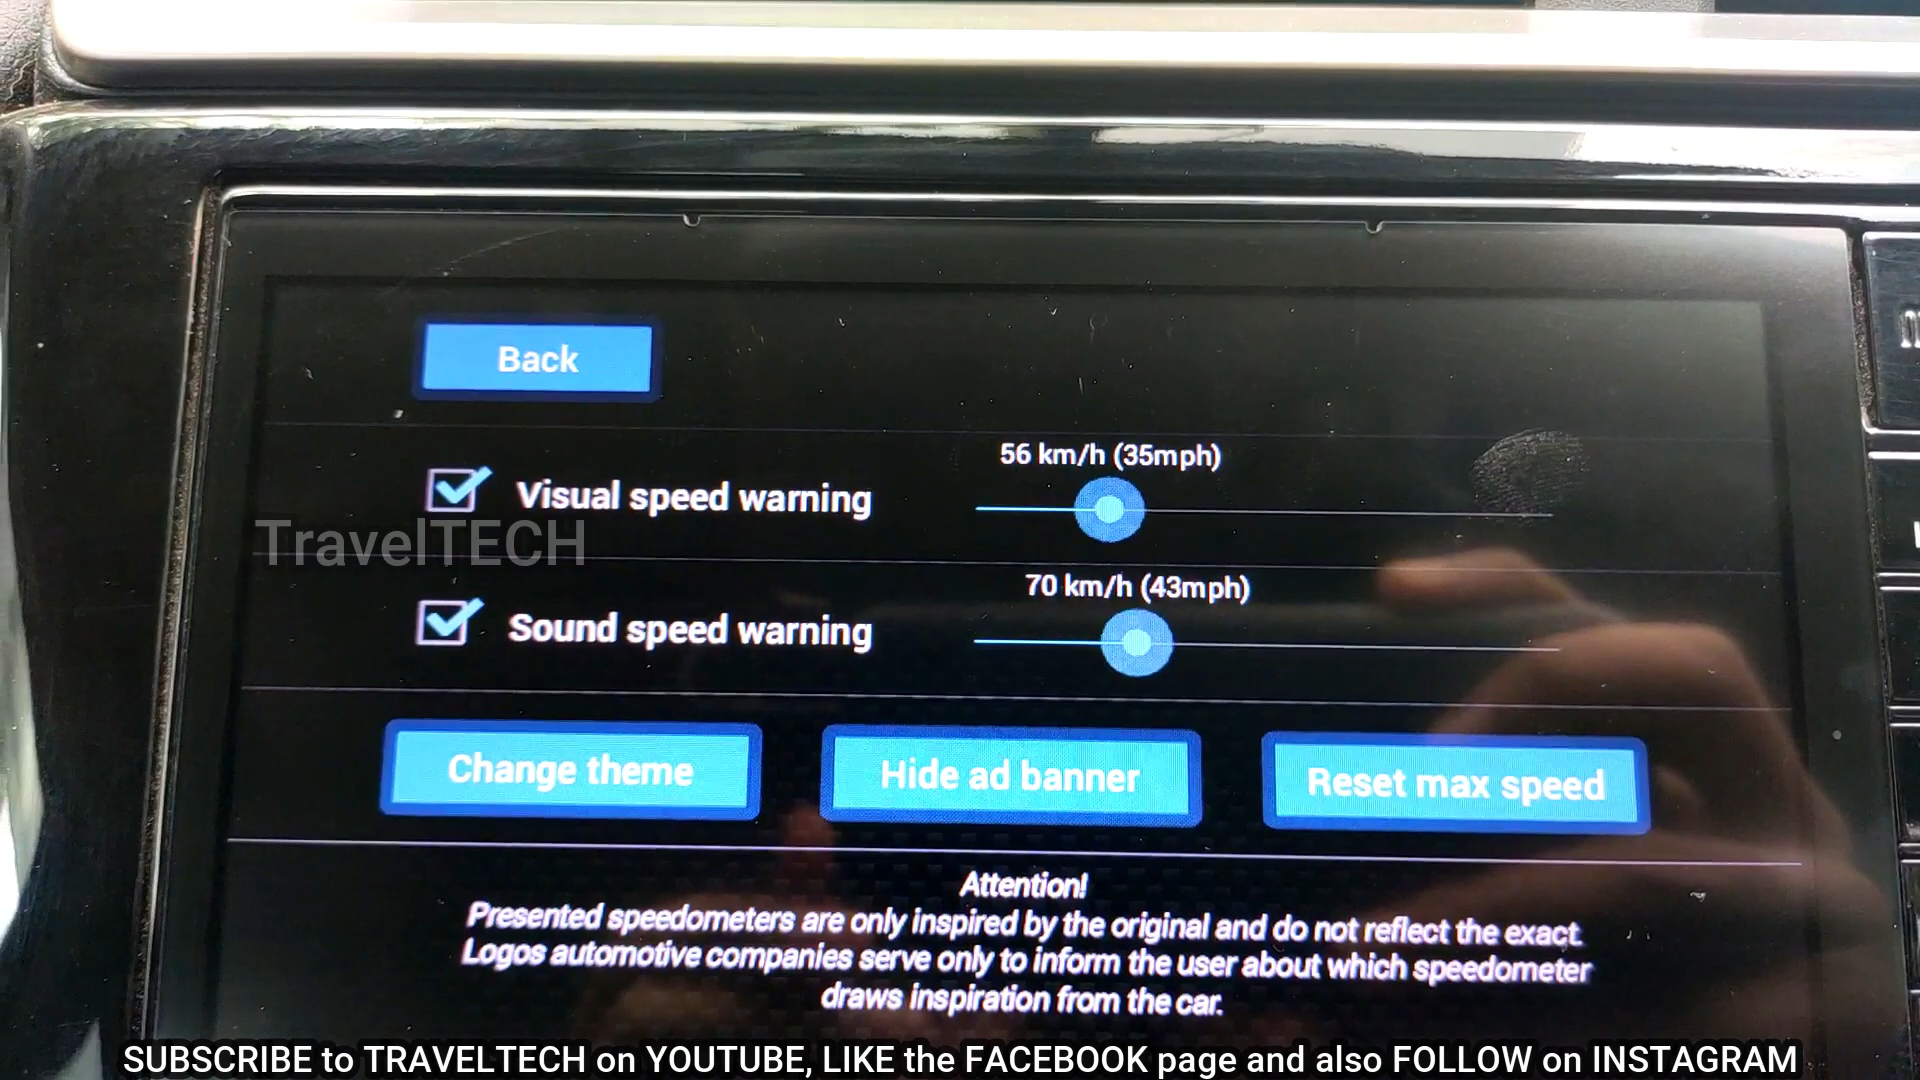 Back
56 km/h (35mph)
Visual speed warning
TravelTECH
70 km/h (43mph)
Sound speed warning
Change theme
Hide ad banner
Reset max speed
Attention!
Presented speedometers are only inspired by the original and do not reflect the exact.
Logos automotive companies serve only to inform the user about which speedometer
draws inspiration from the car.
SUBSCRIBE to TRAVELTECH on YOUTUBE, LIKE the FACEBOOK page and also FOLLOW on INSTAGRAM